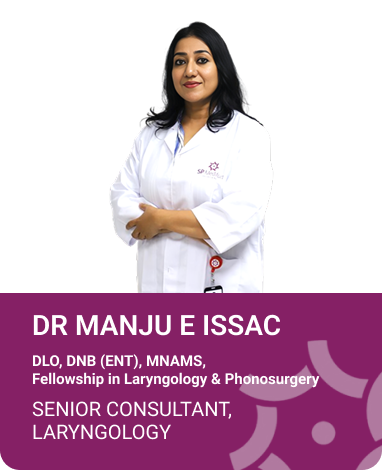 DR MANJU E ISSAC
DLO, DNB (ENT), MNAMS,
Fellowship in Laryngology & Phonosurgery
SENIOR CONSULTANT,
LARYNGOLOGY